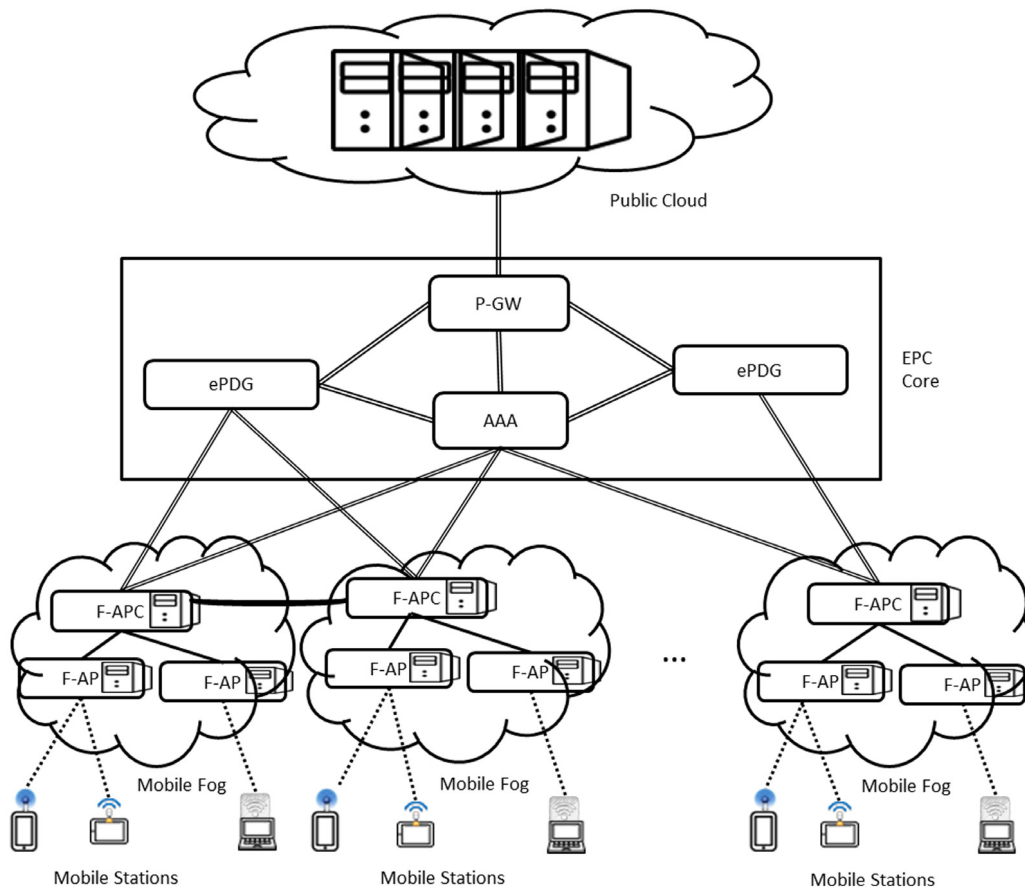 Public Cloud
P-GW
ePDG
ePDG
EPC
Core
AAA
F-APC
F-APC
F-APC
F-AP
F-AP
F-AP
F-AP
...
F-AP
F-AP
Mobile Fog
Mobile Fog
Mobile Fog
Mobile Stations
Mobile Stations
Mobile Stations